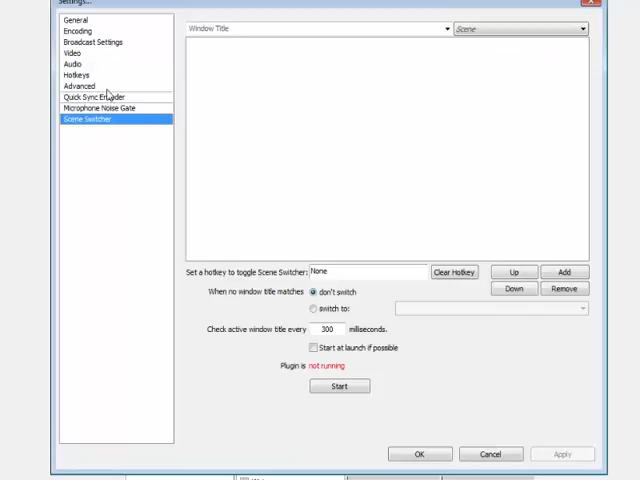 Settings...
General
Encoding
Broadcast Settings
Video
Audio
Hotkeys
Advanced
Quick Sync Encoder
Microphone Noise Gate
Scene Switcher
Window Title
Scene
Set a hotkey to toggle Scene Switcher: None
Clear Hotkey
Up
Add
Down
Remove
When no window title matches
don't switch
switch to:
Check active window title every 300 miliseconds.
Start at launch if possible
Plugin is not running
Start
OK
Cancel
Apply